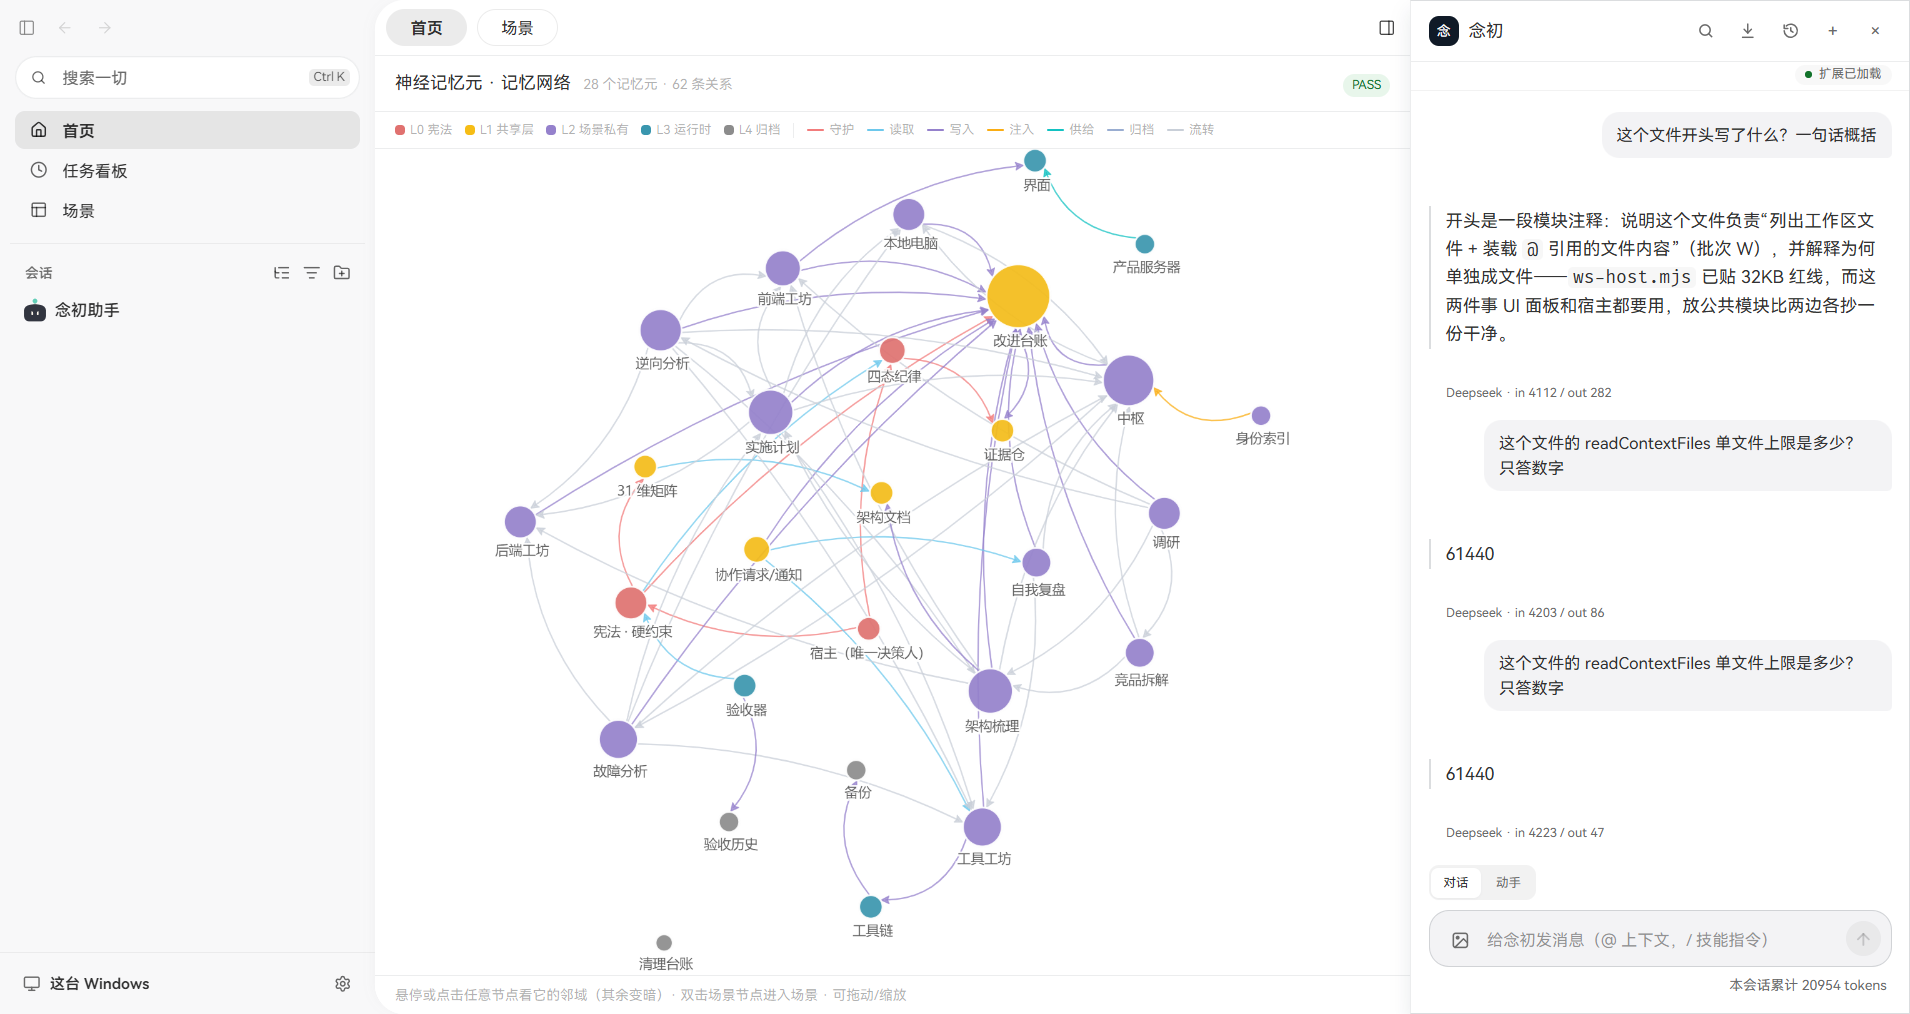 搜索一切
Ctrl K
首页
任务看板
场景
会话
念初助手
这台 Windows
首页
场景
神经记忆元 · 记忆网络
28 个记忆元 · 62 条关系
PASS
L0 宪法
L1 共享层
L2 场景私有
L3 运行时
L4 归档
守护
读取
写入
注入
供给
归档
流转
界面
本地电脑
产品服务器
前端工坊
改进台账
逆向分析
四态纪律
中枢
实施计划
身份索引
证据仓
31 维矩阵
架构文档
后端工坊
调研
协作请求/通知
自我复盘
宪法 · 硬约束
宿主（唯一决策人）
竞品拆解
验收器
架构梳理
故障分析
备份
验收历史
工具工坊
工具链
清理台账
悬停或点击任意节点看它的邻域（其余变暗）· 双击场景节点进入场景 · 可拖动/缩放
念
念初
扩展已加载
这个文件开头写了什么？一句话概括
开头是一段模块注释：说明这个文件负责“列出工作区文
件 + 装载 @ 引用的文件内容”（批次 W），并解释为何
单独成文件——ws-host.mjs 已贴 32KB 红线，而这
两件事 UI 面板和宿主都要用，放公共模块比两边各抄一
份干净。
Deepseek · in 4112 / out 282
这个文件的 readContextFiles 单文件上限是多少？
只答数字
61440
Deepseek · in 4203 / out 86
这个文件的 readContextFiles 单文件上限是多少？
只答数字
61440
Deepseek · in 4223 / out 47
对话
动手
给念初发消息（@ 上下文，/ 技能指令）
本会话累计 20954 tokens